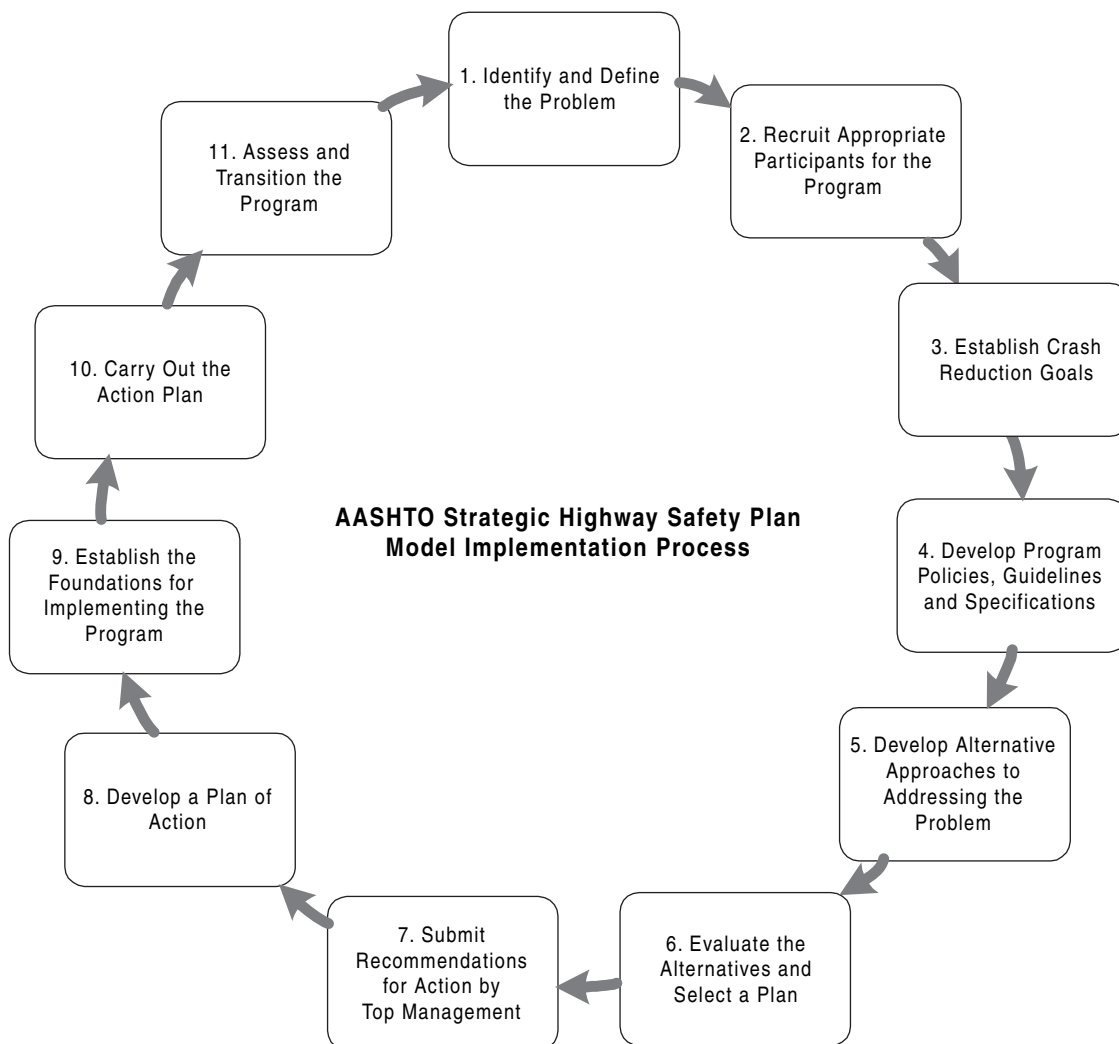 1. Identify and Define
the Problem
2. Recruit Appropriate
Participants for the
Program
3. Establish Crash
Reduction Goals
4. Develop Program
Policies, Guidelines
and Specifications
5. Develop Alternative
Approaches to
Addressing the
Problem
6. Evaluate the
Alternatives and
Select a Plan
7. Submit
Recommendations
for Action by
Top Management
8. Develop a Plan of
Action
9. Establish the
Foundations for
Implementing the
Program
10. Carry Out the
Action Plan
11. Assess and
Transition the
Program
AASHTO Strategic Highway Safety Plan
Model Implementation Process